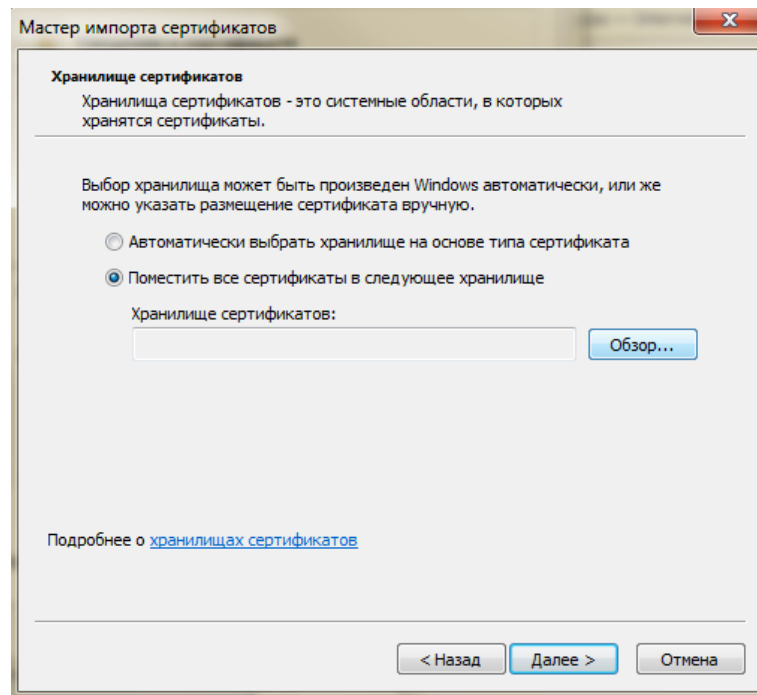 Мастер импорта сертификатов
Хранилище сертификатов
Хранилища сертификатов - это системные области, в которых
хранятся сертификаты.
Выбор хранилища может быть произведен Windows автоматически, или же
можно указать размещение сертификата вручную.
Автоматически выбрать хранилище на основе типа сертификата
Поместить все сертификаты в следующее хранилище
Хранилище сертификатов:
Обзор...
Подробнее о хранилищах сертификатов
< Назад Далее > Отмена